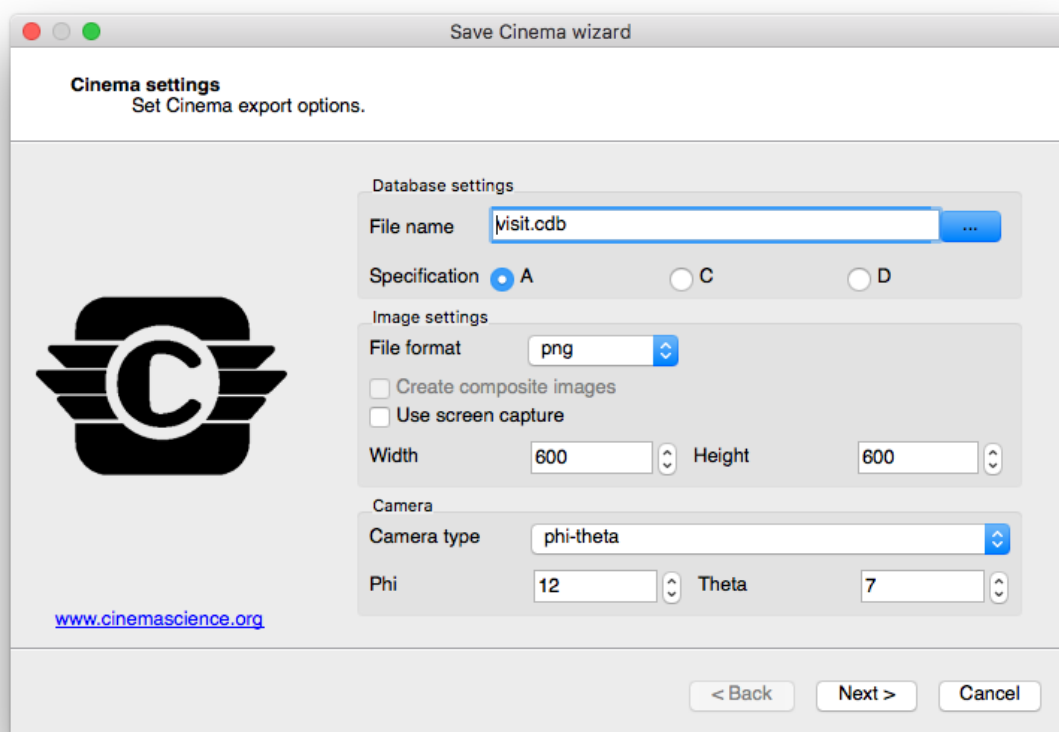 Save Cinema wizard
Cinema settings
Set Cinema export options.
Database settings
File name visit.cdb ...
Specification A C D
Image settings
File format png
Create composite images
Use screen capture
Width 600 Height 600
Camera
Camera type phi-theta
Phi 12 Theta 7
C
www.cinemascience.org
< Back Next > Cancel